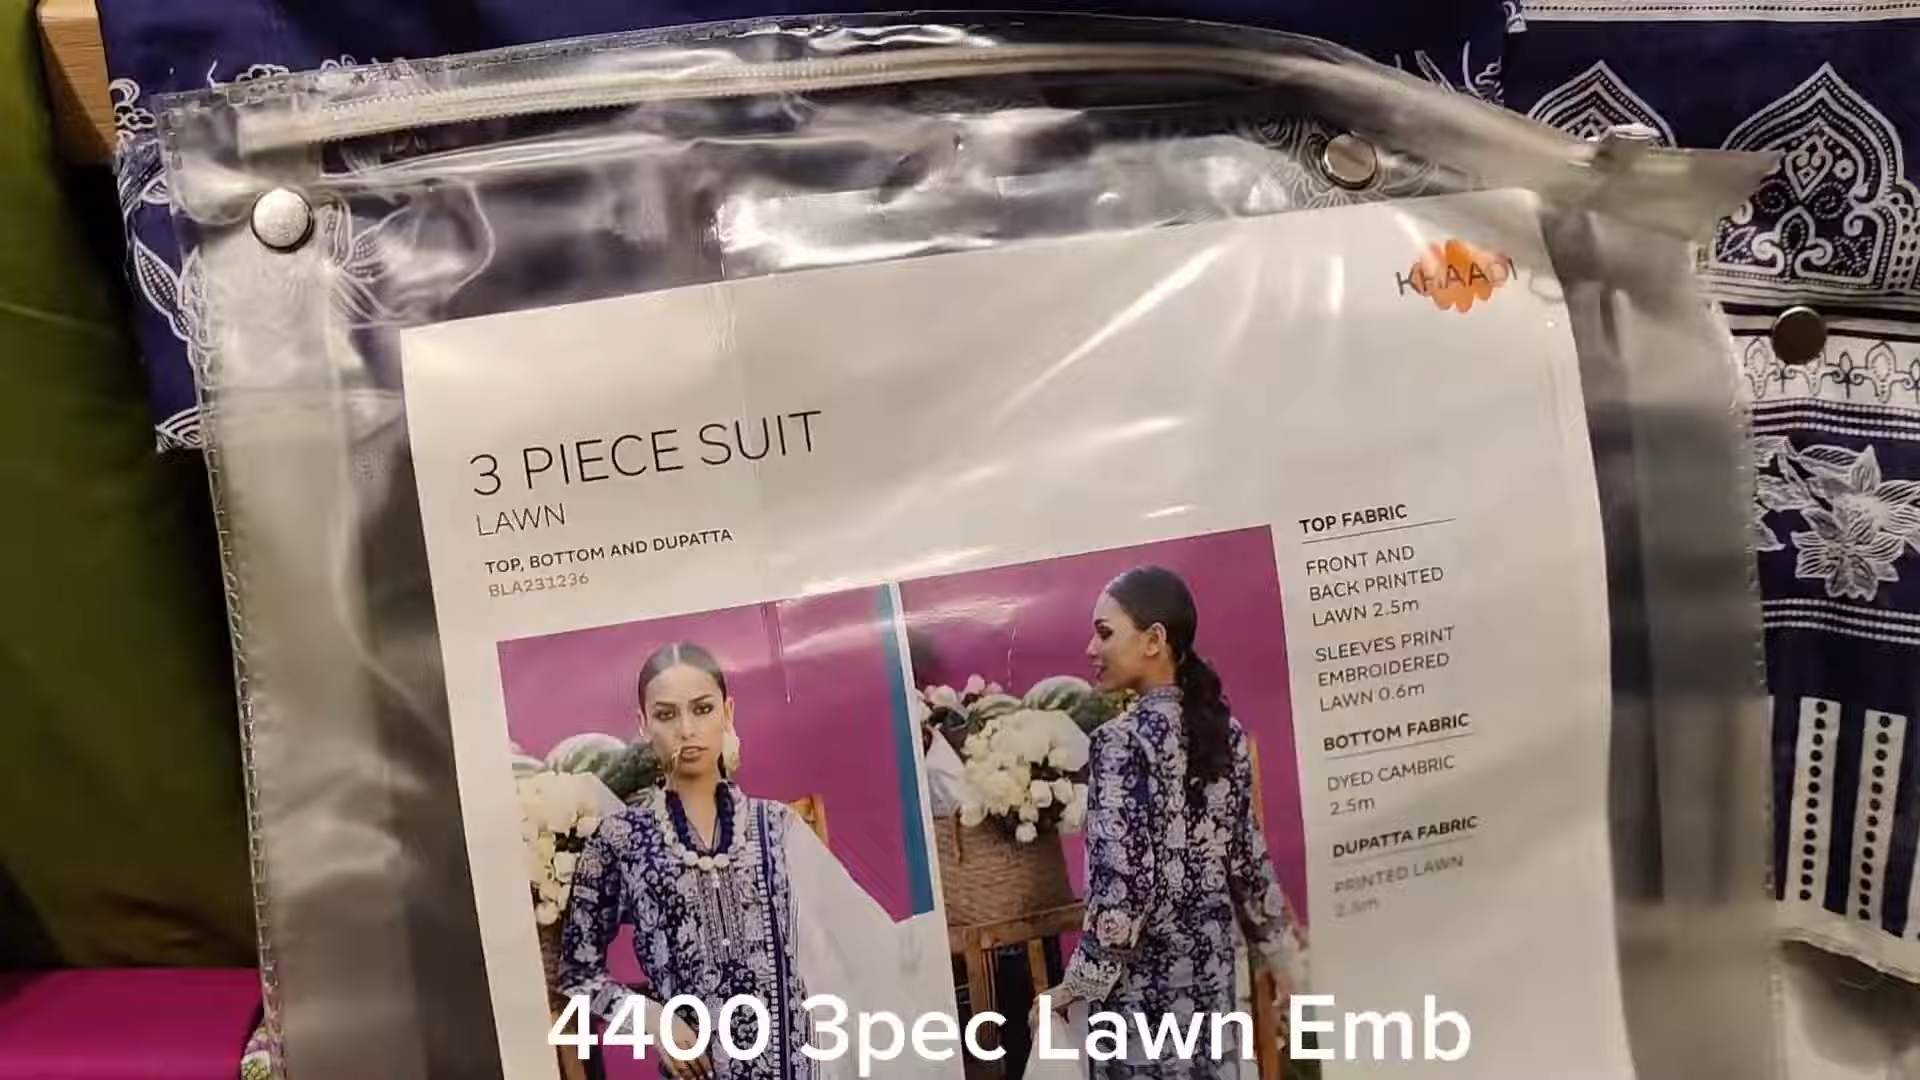 KHAADI
3 PIECE SUIT
LAWN
TOP, BOTTOM AND DUPATTA
BLA231236
TOP FABRIC
FRONT AND
BACK PRINTED
LAWN 2.5m
SLEEVES PRINT
EMBROIDERED
LAWN 0.6m
BOTTOM FABRIC
DYED CAMBRIC
2.5m
DUPATTA FABRIC
PRINTED LAWN
2.5m
4400 3pec Lawn Emb